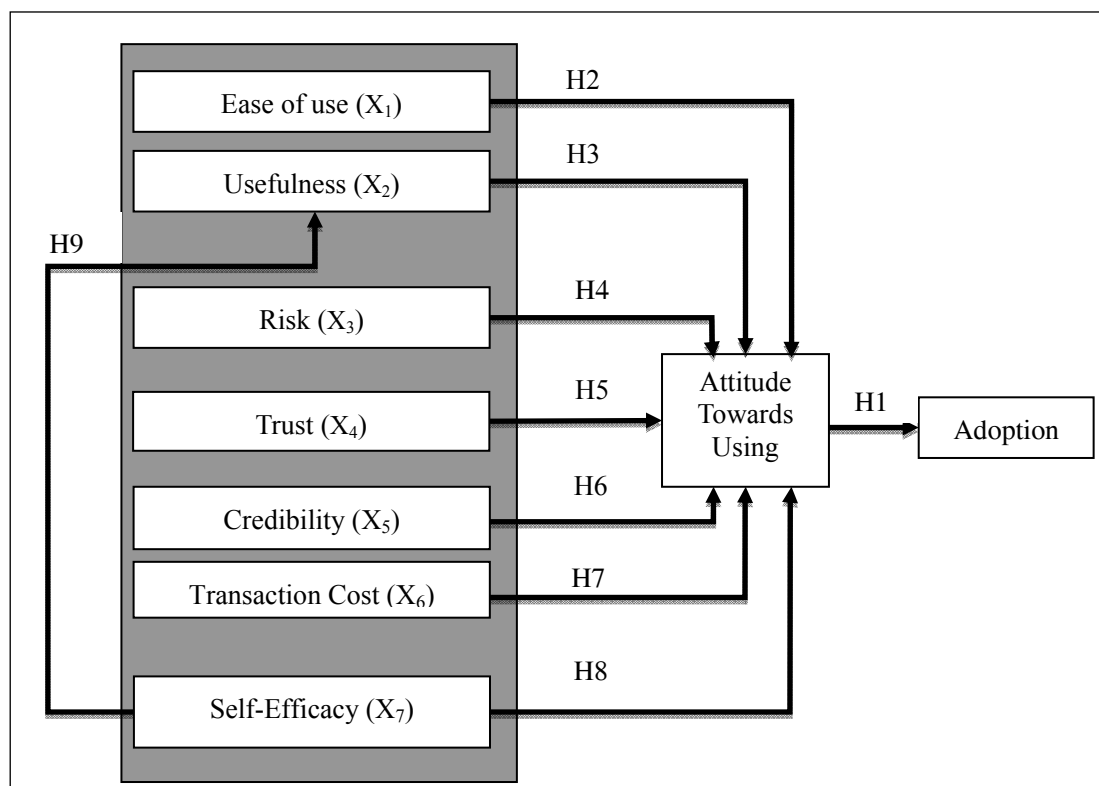 Ease of use (X1)
H2
Usefulness (X2)
H3
H9
Risk (X3)
H4
Trust (X4)
H5
Attitude
Towards
Using
H1
Adoption
Credibility (X5)
H6
Transaction Cost (X6)
H7
Self-Efficacy (X7)
H8